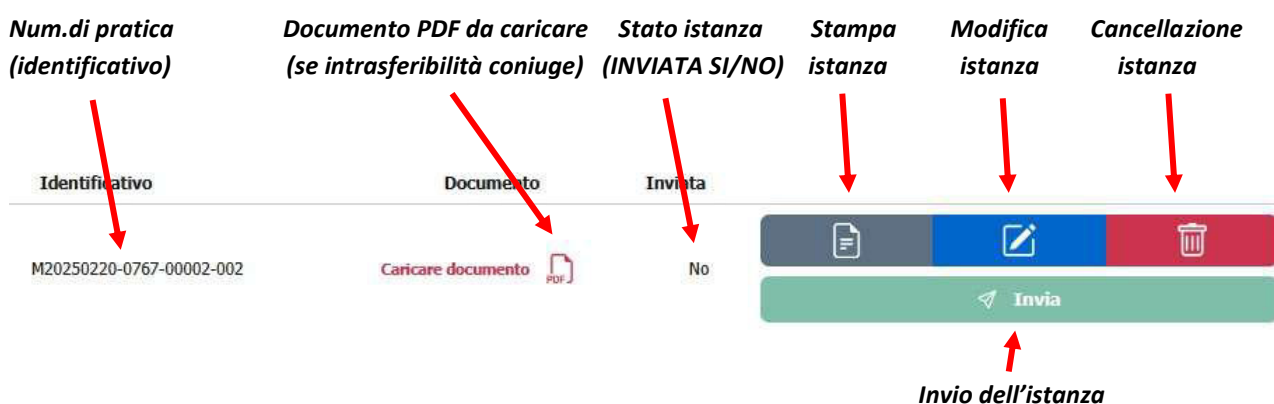 Num.di pratica Documento PDF da caricare Stato istanza Stampa Modifica Cancellazione
(identificativo) (se intrasferibilità coniuge) (INVIATA SI/NO) istanza istanza istanza
Identificativo Documento Inviata
M20250220-0767-00002-002 Caricare documento PDF No
Invia
Invio dell’istanza